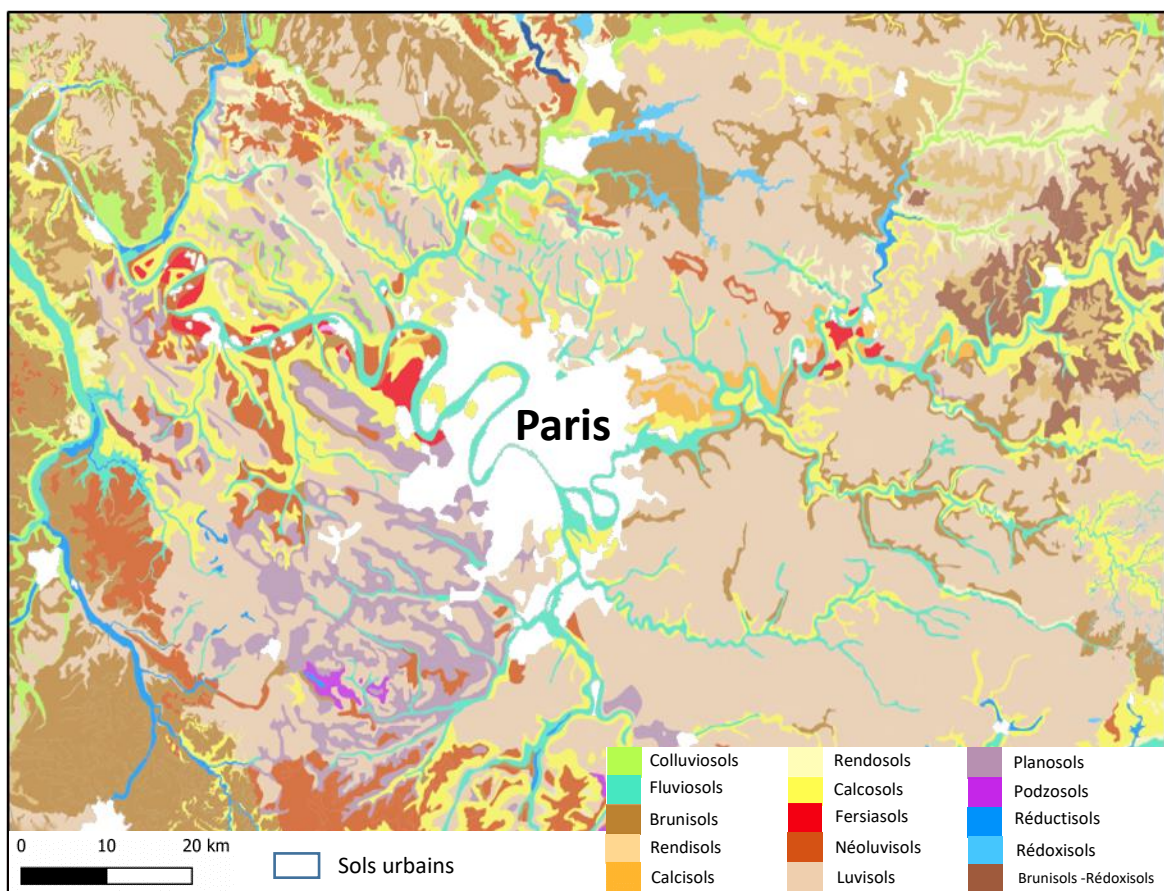 Paris
Colluviosols
Fluviosols
Brunisols
Rendisols
Calcisols
Rendosols
Calcosols
Fersiasols
Néoluvisols
Luvisols
Planosols
Podzosols
Réductisols
Rédoxisols
Brunisols -Rédoxisols
0 10 20 km
Sols urbains